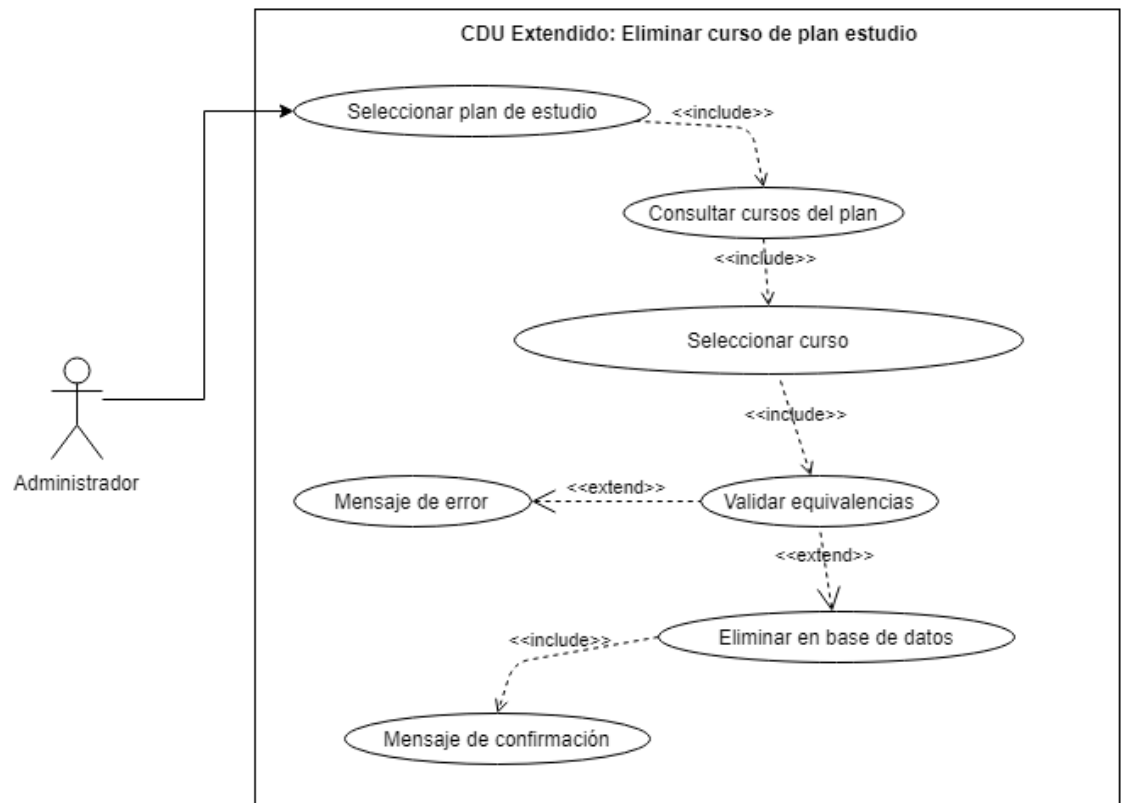 CDU Extendido: Eliminar curso de plan estudio
Seleccionar plan de estudio
<<include>>
Consultar cursos del plan
<<include>>
Seleccionar curso
<<include>>
Administrador
Mensaje de error
<<extend>>
Validar equivalencias
<<extend>>
Eliminar en base de datos
<<include>>
Mensaje de confirmación